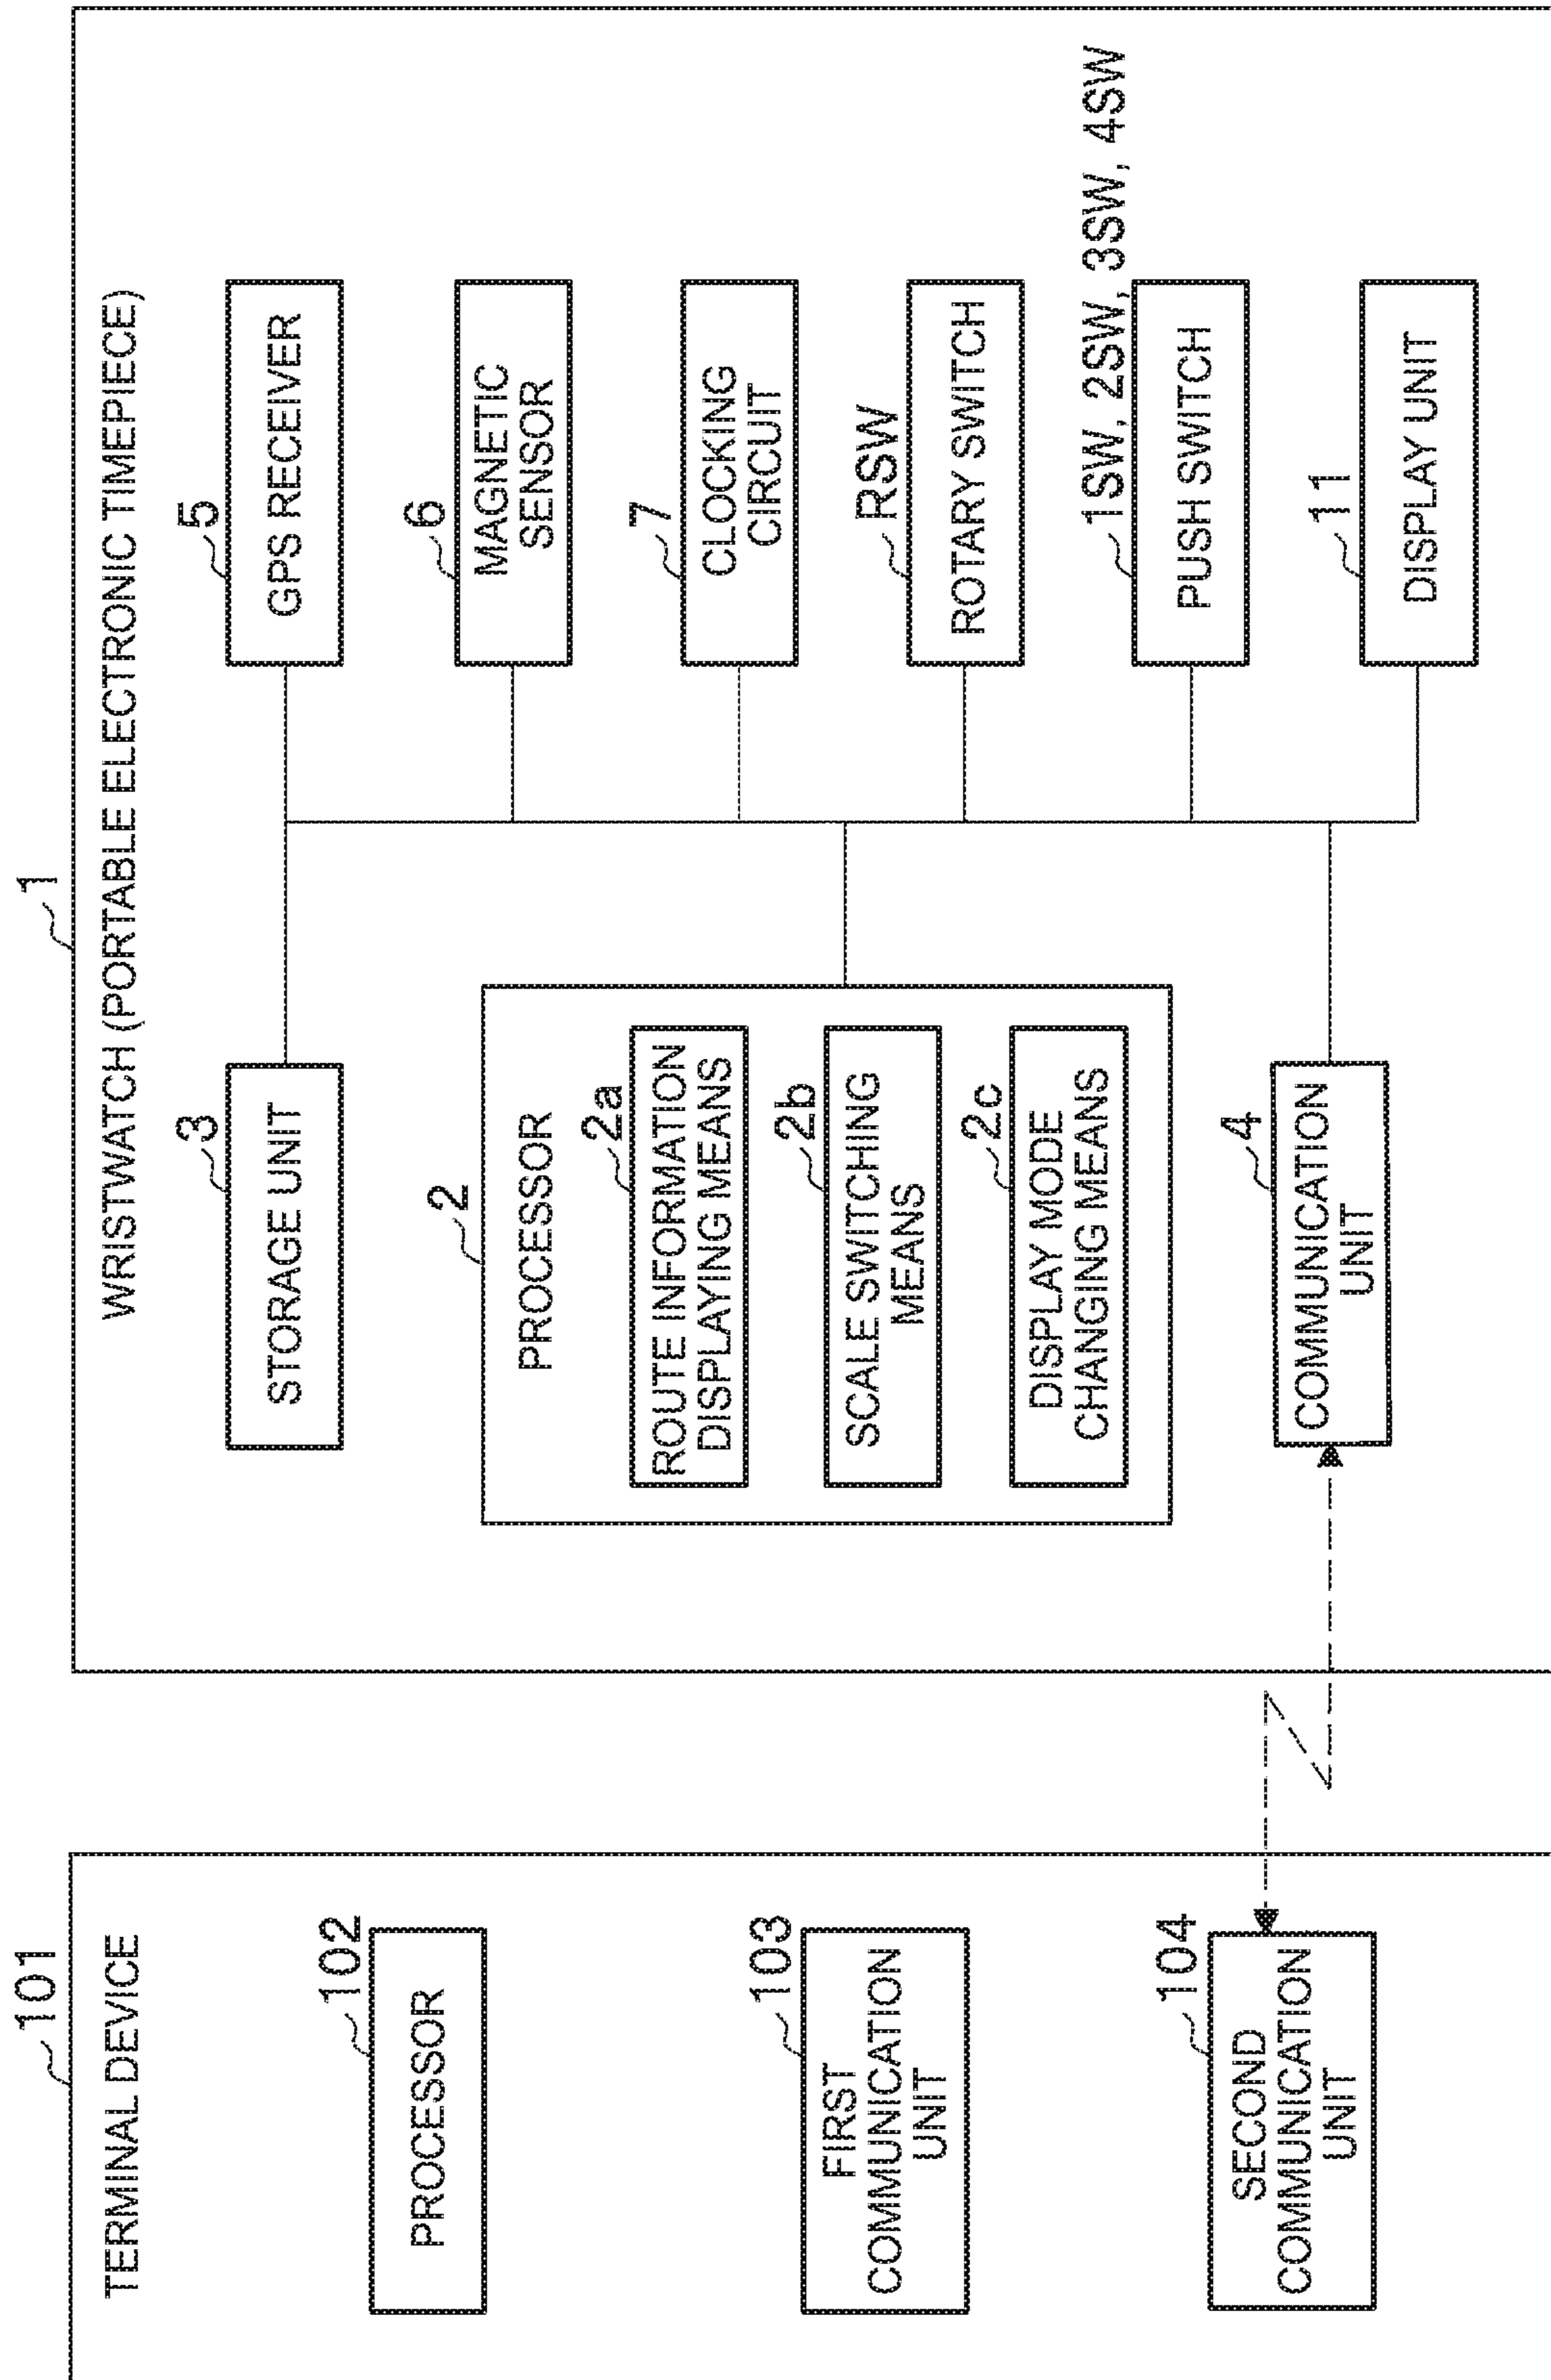 101
TERMINAL DEVICE
102
PROCESSOR
103
FIRST
COMMUNICATION
UNIT
104
SECOND
COMMUNICATION
UNIT
1
WRISTWATCH (PORTABLE ELECTRONIC TIMEPIECE)
3
STORAGE UNIT
2
PROCESSOR
2a
ROUTE INFORMATION
DISPLAYING MEANS
2b
SCALE SWITCHING
MEANS
2c
DISPLAY MODE
CHANGING MEANS
4
COMMUNICATION
UNIT
5
GPS RECEIVER
6
MAGNETIC
SENSOR
7
CLOCKING
CIRCUIT
RSW
ROTARY SWITCH
1SW, 2SW, 3SW, 4SW
PUSH SWITCH
11
DISPLAY UNIT